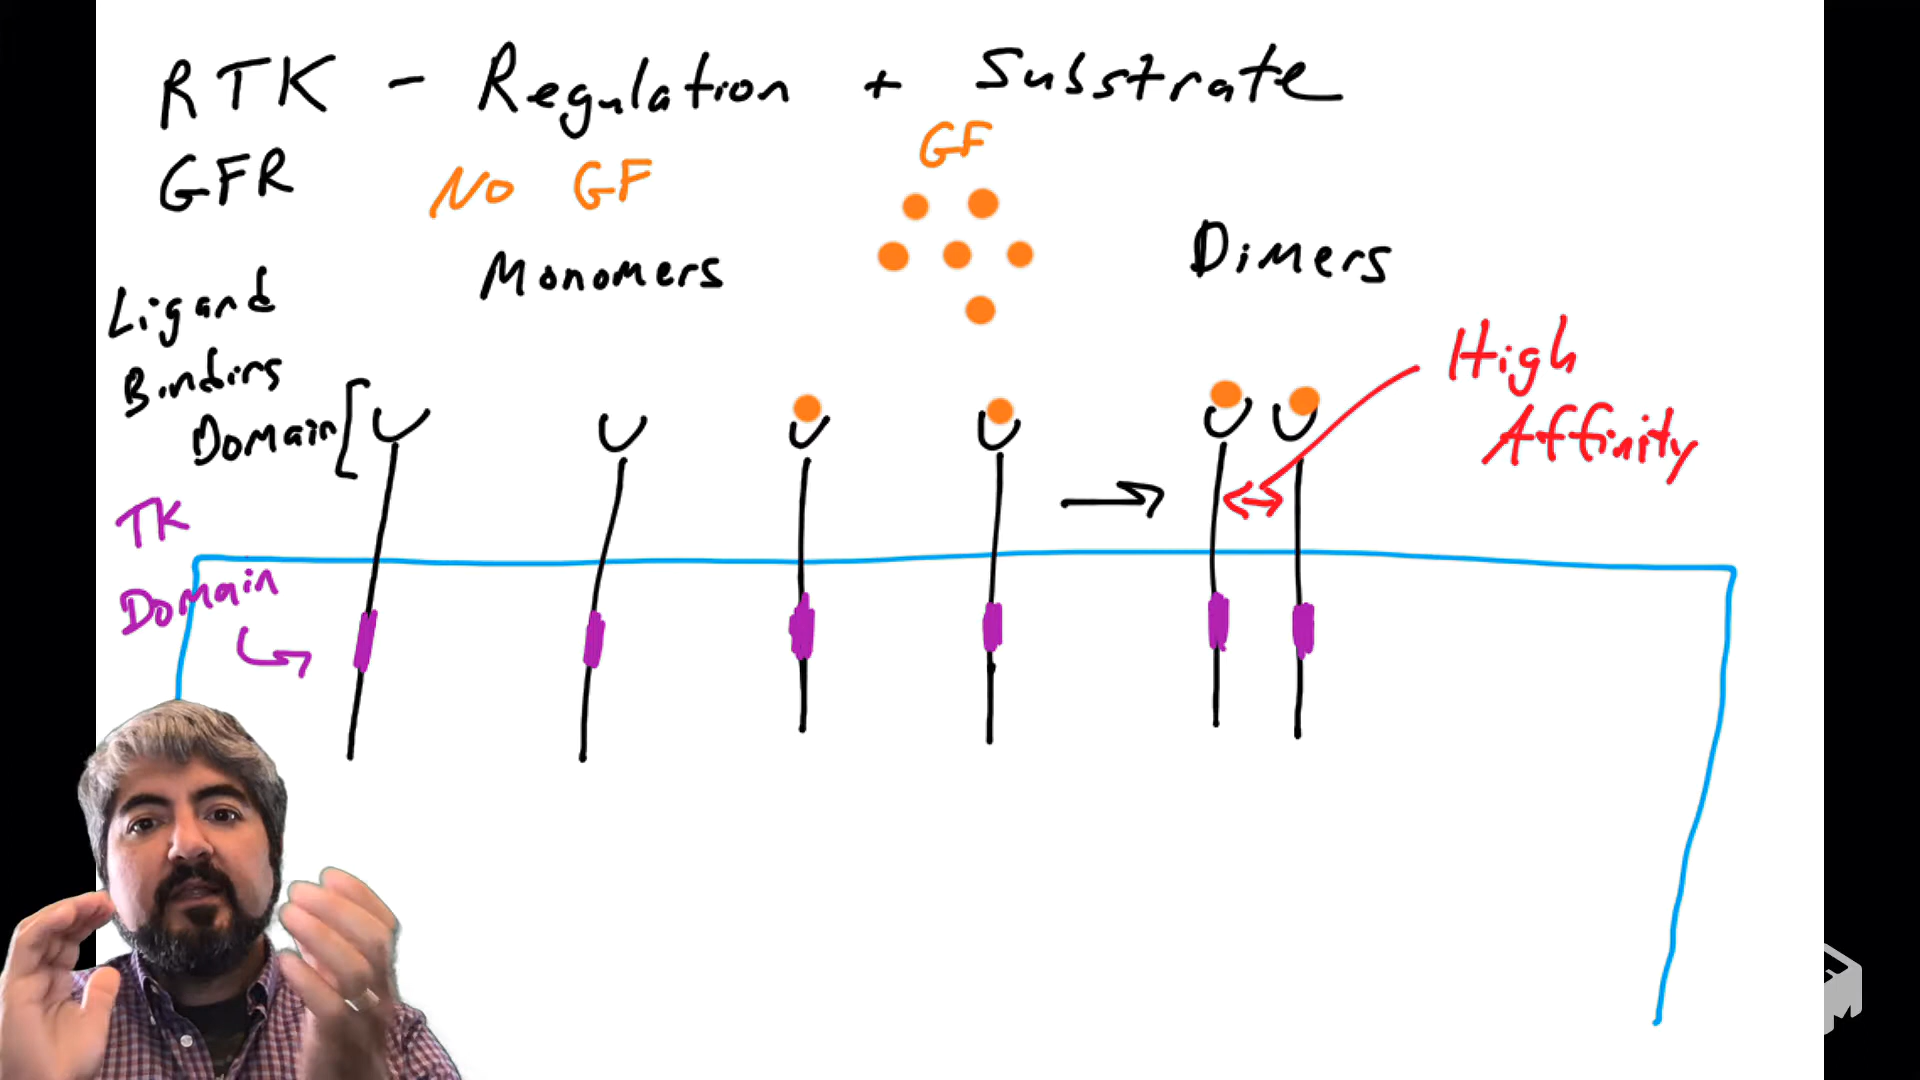 RTK - Regulation + Substrate
GFR
NO GF
GF
Monomers
Dimers
Ligand
Binding
Domain
High
Affinity
TK
Domain